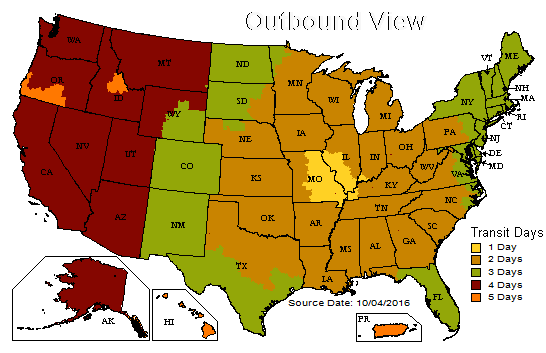 Outbound View
WA
MT
ND
MN
VT
ME
OR
ID
WY
SD
WI
MI
NY
NH
MA
RI
CT
NV
UT
CO
NE
IA
IL
IN
OH
PA
NJ
DE
MD
CA
AZ
NM
KS
MO
KY
WV
VA
OK
AR
TN
NC
TX
LA
MS
AL
GA
SC
FL
AK
HI
PR
Transit Days
1 Day
2 Days
3 Days
4 Days
5 Days
Source Date: 10/04/2016